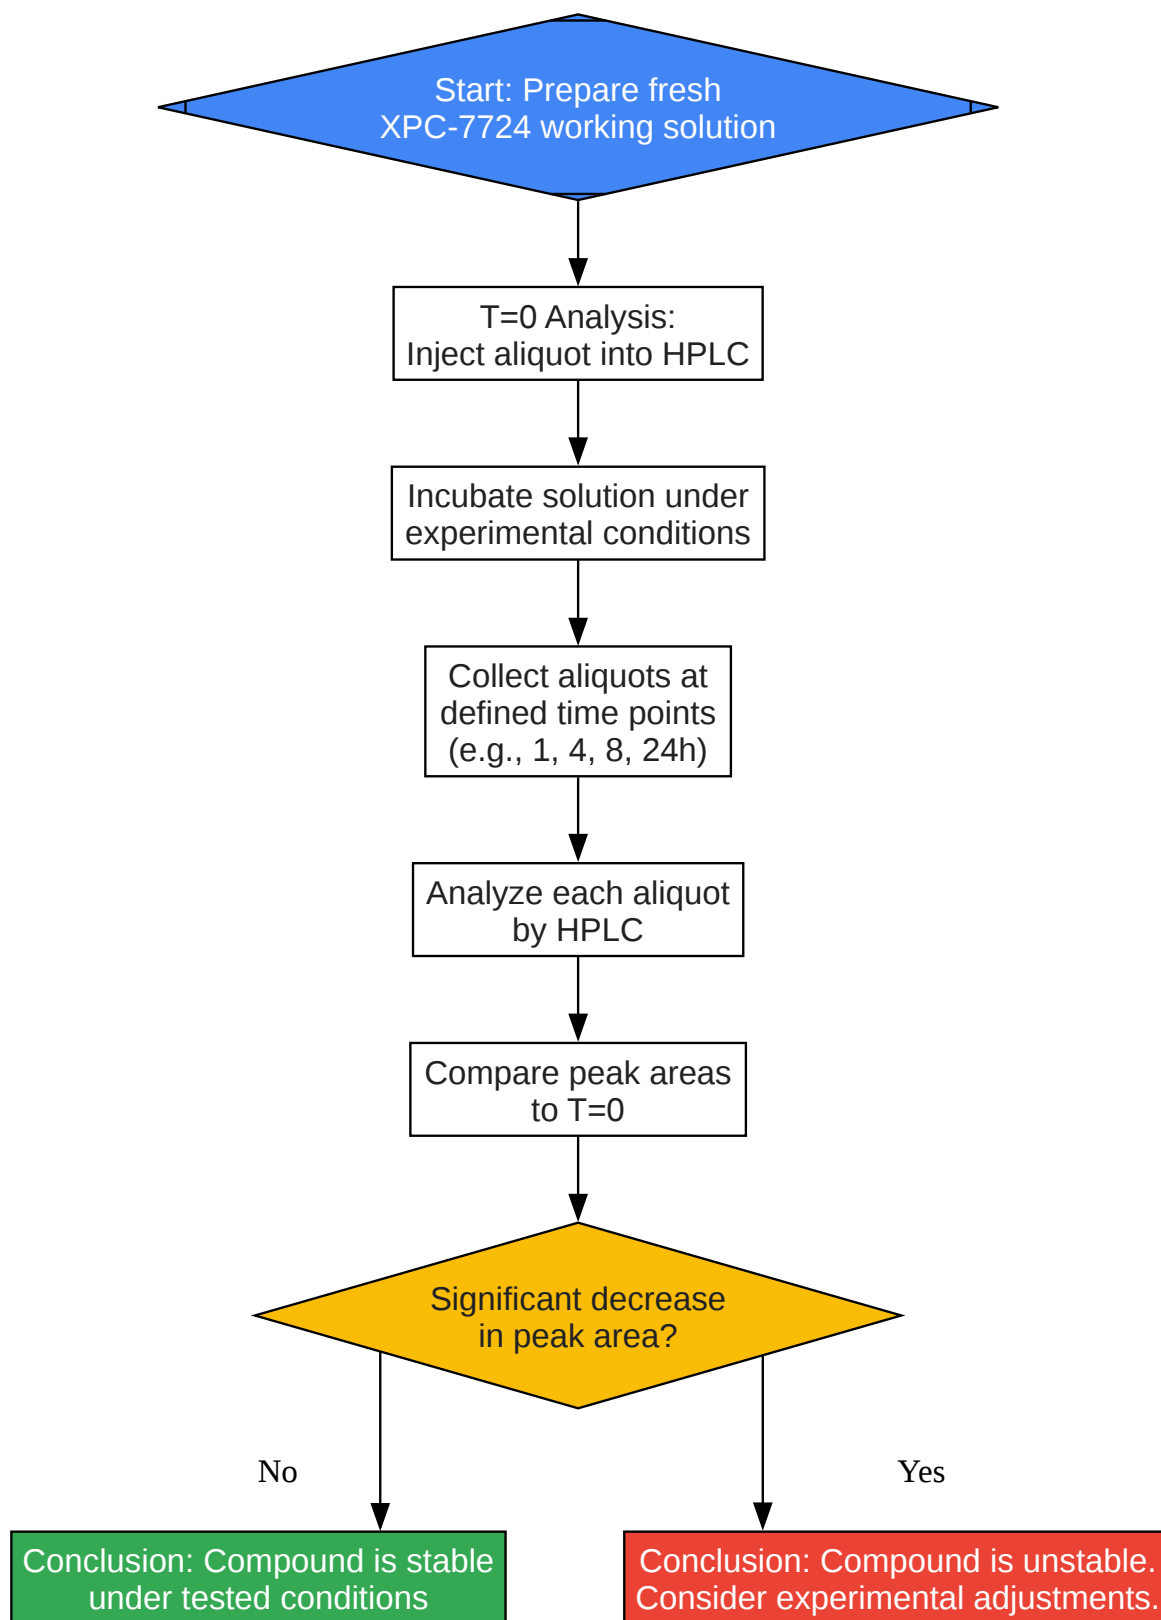 Start: Prepare fresh
XPC-7724 working solution
T=0 Analysis:
Inject aliquot into HPLC
Incubate solution under
experimental conditions
Collect aliquots at
defined time points
(e.g., 1, 4, 8, 24h)
Analyze each aliquot
by HPLC
Compare peak areas
to T=0
Significant decrease
in peak area?
No
Yes
Conclusion: Compound is stable
under tested conditions
Conclusion: Compound is unstable.
Consider experimental adjustments.